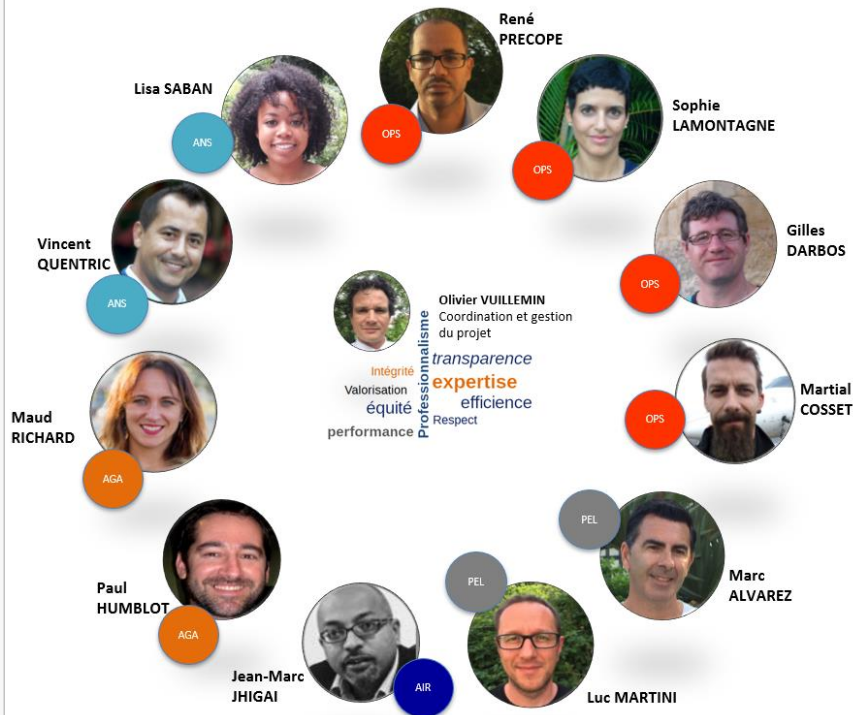 René
PRECOPE
OPS
Lisa SABAN
ANS
Sophie
LAMONTAGNE
OPS
Vincent
QUENTRIC
ANS
Gilles
DARBOS
OPS
Olivier VUILLEMIN
Coordination et gestion
du projet
Professionnalisme
Intégrité
Valorisation
équité
performance
transparence
expertise
efficience
Respect
Maud
RICHARD
AGA
Martial
COSSET
OPS
Paul
HUMBLOT
AGA
Marc
ALVAREZ
PEL
Jean-Marc
JHIGAI
AIR
Luc MARTINI
PEL